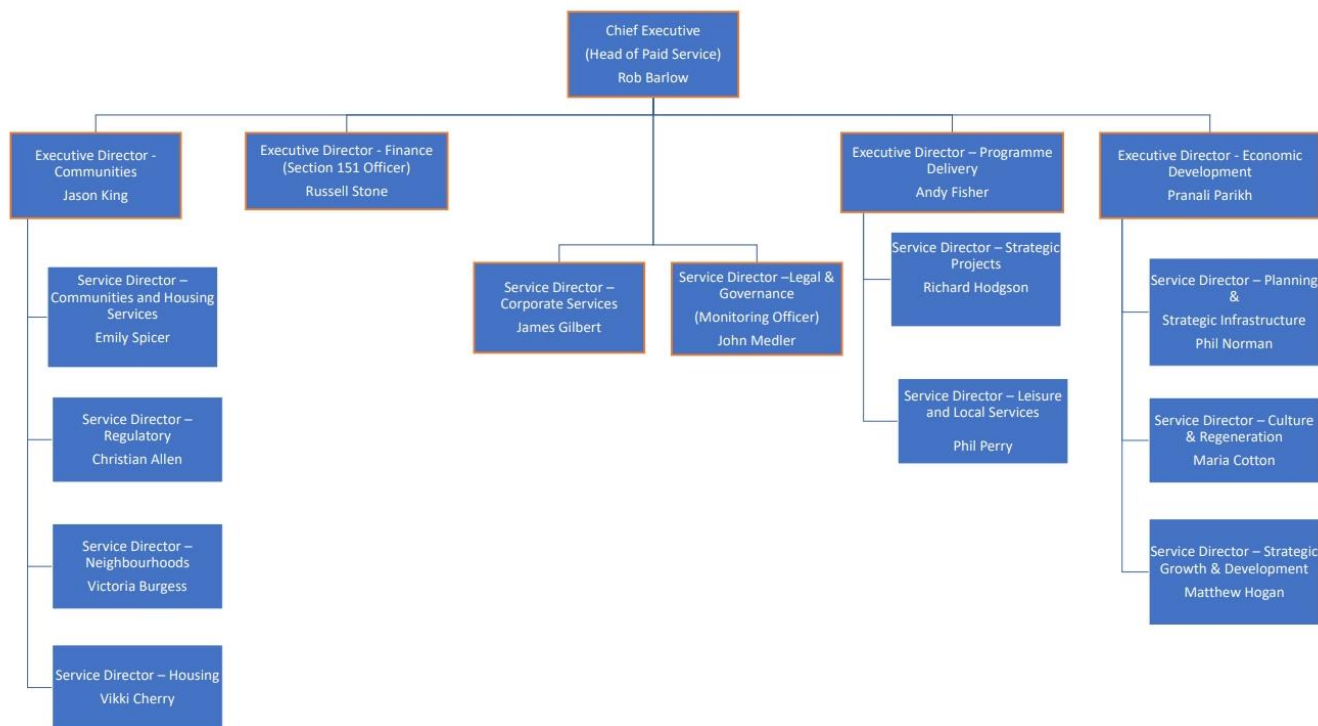 Chief Executive
(Head of Paid Service)
Rob Barlow
Executive Director -
Communities
Jason King
Executive Director - Finance
(Section 151 Officer)
Russell Stone
Executive Director – Programme
Delivery
Andy Fisher
Executive Director - Economic
Development
Pranali Parikh
Service Director –
Communities and Housing
Services
Emily Spicer
Service Director –
Regulatory
Christian Allen
Service Director –
Neighbourhoods
Victoria Burgess
Service Director – Housing
Vikki Cherry
Service Director –
Corporate Services
James Gilbert
Service Director –Legal &
Governance
(Monitoring Officer)
John Medler
Service Director – Strategic
Projects
Richard Hodgson
Service Director – Leisure
and Local Services
Phil Perry
Service Director – Planning
&
Strategic Infrastructure
Phil Norman
Service Director – Culture
& Regeneration
Maria Cotton
Service Director – Strategic
Growth & Development
Matthew Hogan